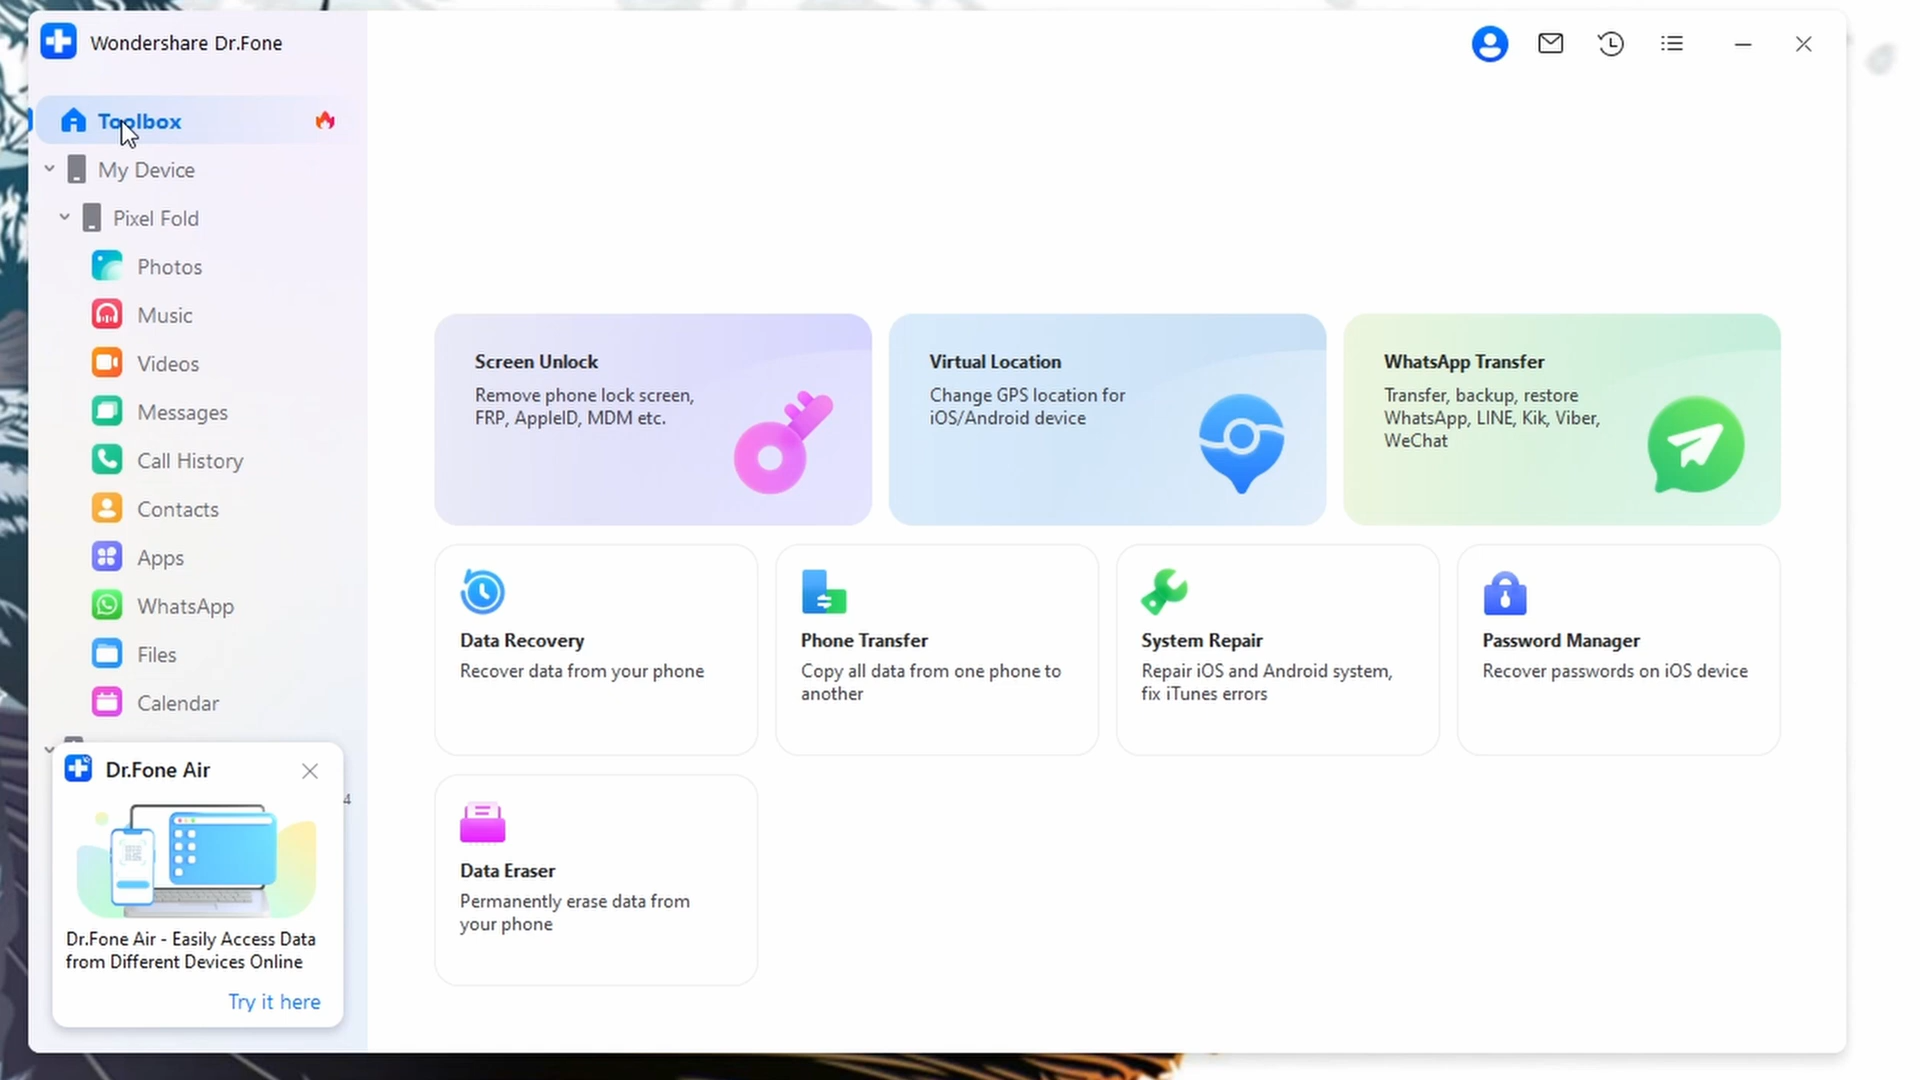 Wondershare Dr.Fone
Toolbox
My Device
Pixel Fold
Photos
Music
Videos
Messages
Call History
Contacts
Apps
WhatsApp
Files
Calendar
4
Dr.Fone Air
Dr.Fone Air - Easily Access Data
from Different Devices Online
Try it here
Screen Unlock
Remove phone lock screen,
FRP, AppleID, MDM etc.
Virtual Location
Change GPS location for
iOS/Android device
WhatsApp Transfer
Transfer, backup, restore
WhatsApp, LINE, Kik, Viber,
WeChat
Data Recovery
Recover data from your phone
Phone Transfer
Copy all data from one phone to
another
System Repair
Repair iOS and Android system,
fix iTunes errors
Password Manager
Recover passwords on iOS device
Data Eraser
Permanently erase data from
your phone